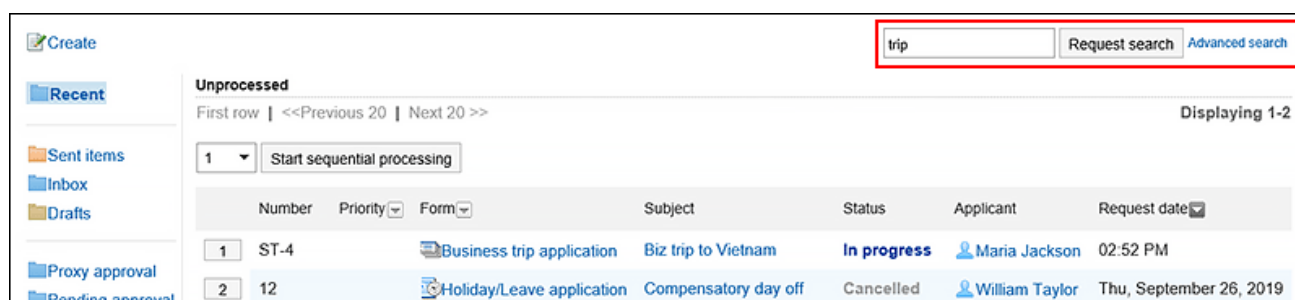 Create
trip Request search Advanced search
Recent
Unprocessed
First row | <<Previous 20 | Next 20 >>
Displaying 1-2
Sent items
Inbox
Drafts
Proxy approval
Pending approval
1 Start sequential processing
Number Priority Form Subject Status Applicant Request date
1 ST-4 Business trip application Biz trip to Vietnam In progress Maria Jackson 02:52 PM
2 12 Holiday/Leave application Compensatory day off Cancelled William Taylor Thu, September 26, 2019